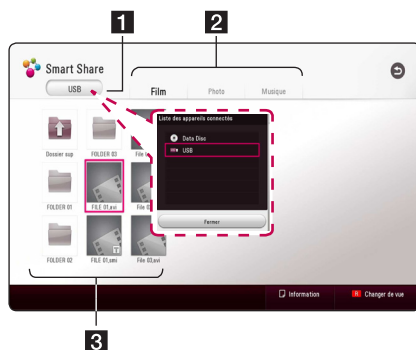 1
2
Smart Share
USB
Film
Photo
Musique
Liste des appareils connectés
Data Disc
USB
Fermer
Dossier sup
FOLDER 03
FOLDER 01
FILE 01.avi
FOLDER 02
FILE 01.smi
File 03.avi
Information
R Changer de vue
3